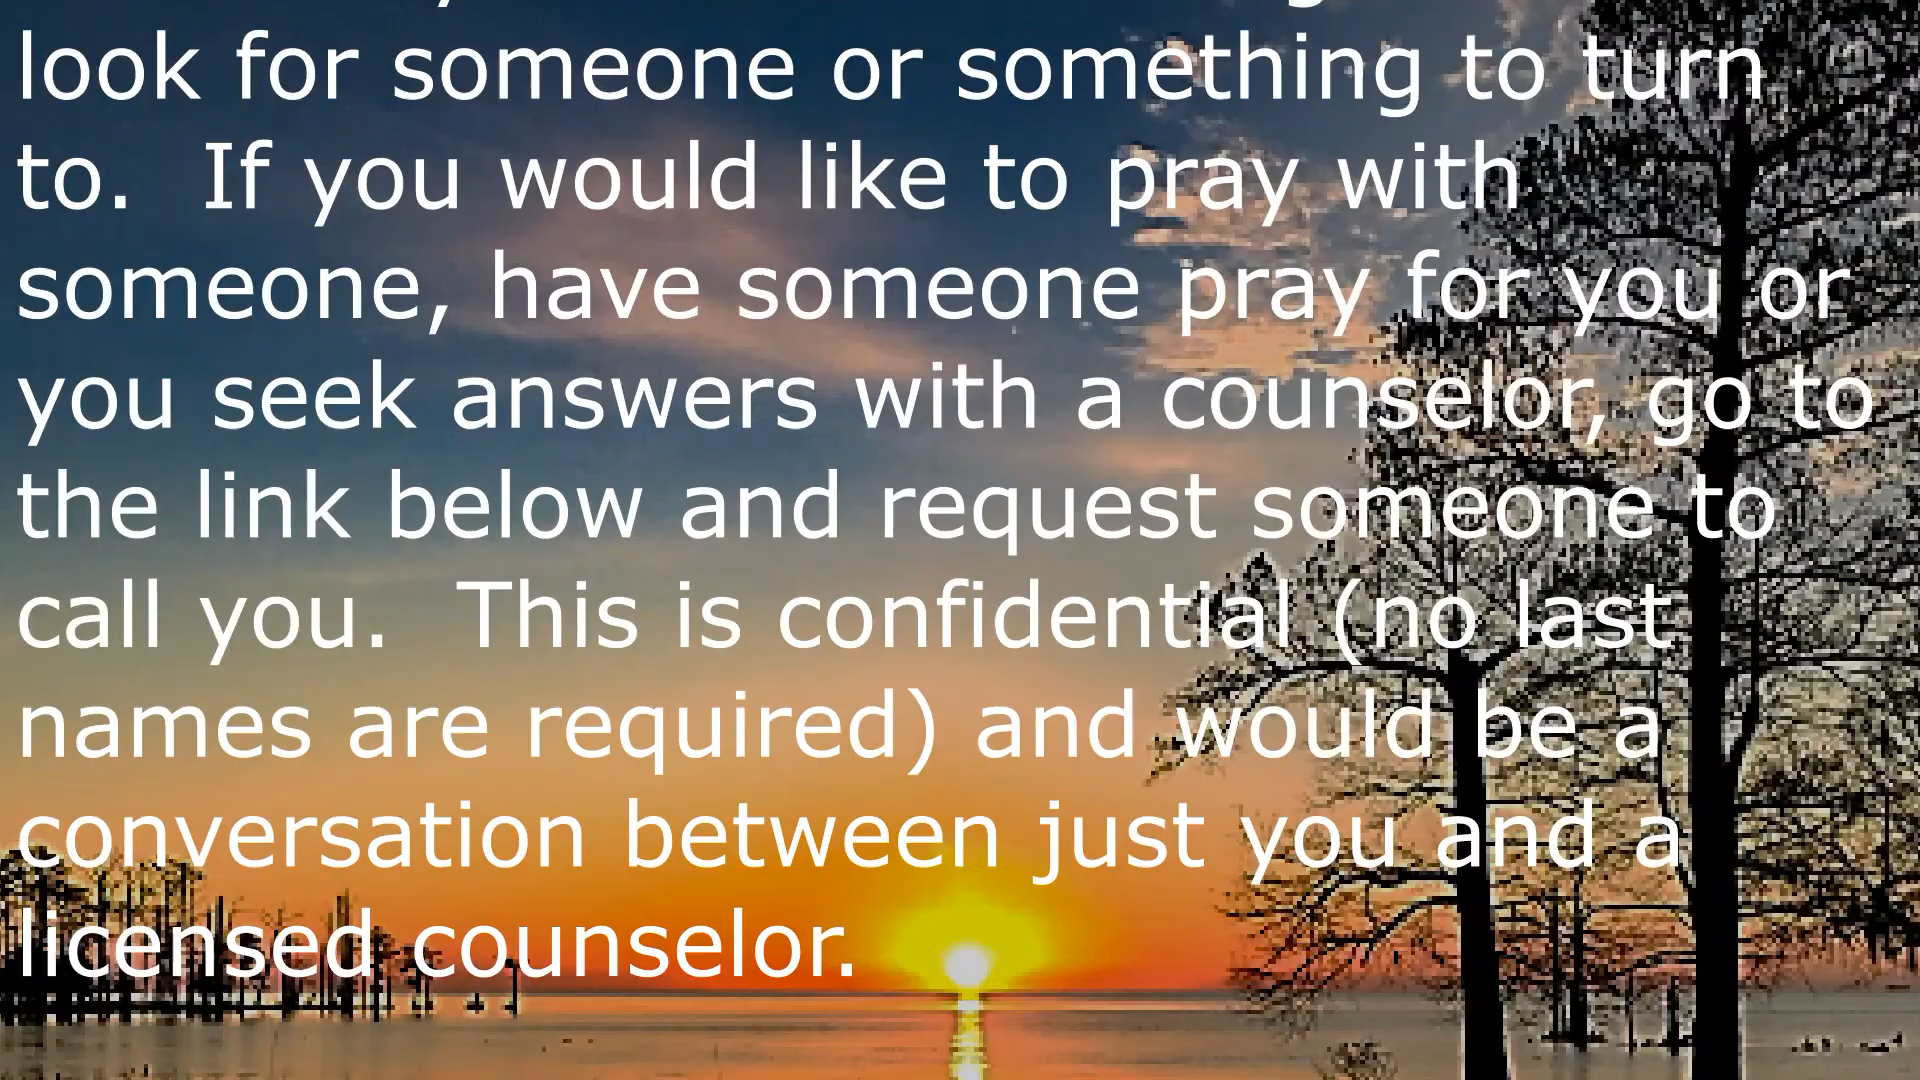 look for someone or something to turn
to.  If you would like to pray with
someone, have someone pray for you or
you seek answers with a counselor, go to
the link below and request someone to
call you.  This is confidential (no last
names are required) and would be a
conversation between just you and a
licensed counselor.